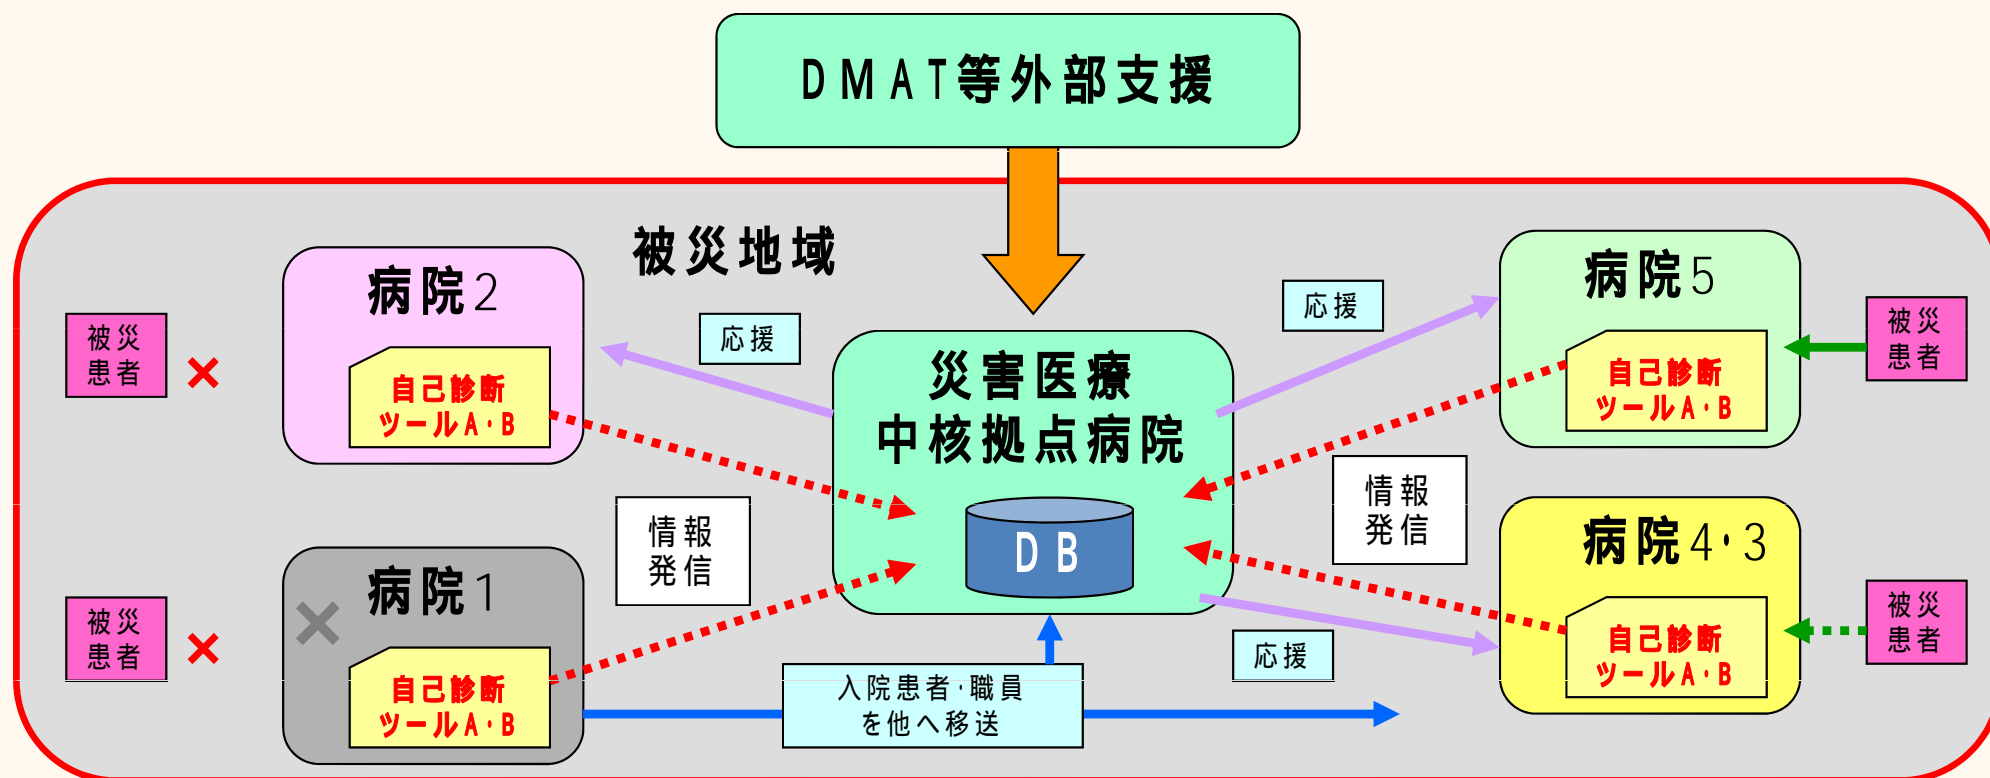 DMAT等外部支援
被災地域
病院2
自己診断
ツールA・B
被災
患者
応援
災害医療
中核拠点病院
DB
応援
病院5
自己診断
ツールA・B
被災
患者
情報
発信
情報
発信
病院1
自己診断
ツールA・B
被災
患者
病院4・3
自己診断
ツールA・B
被災
患者
応援
入院患者・職員
を他へ移送